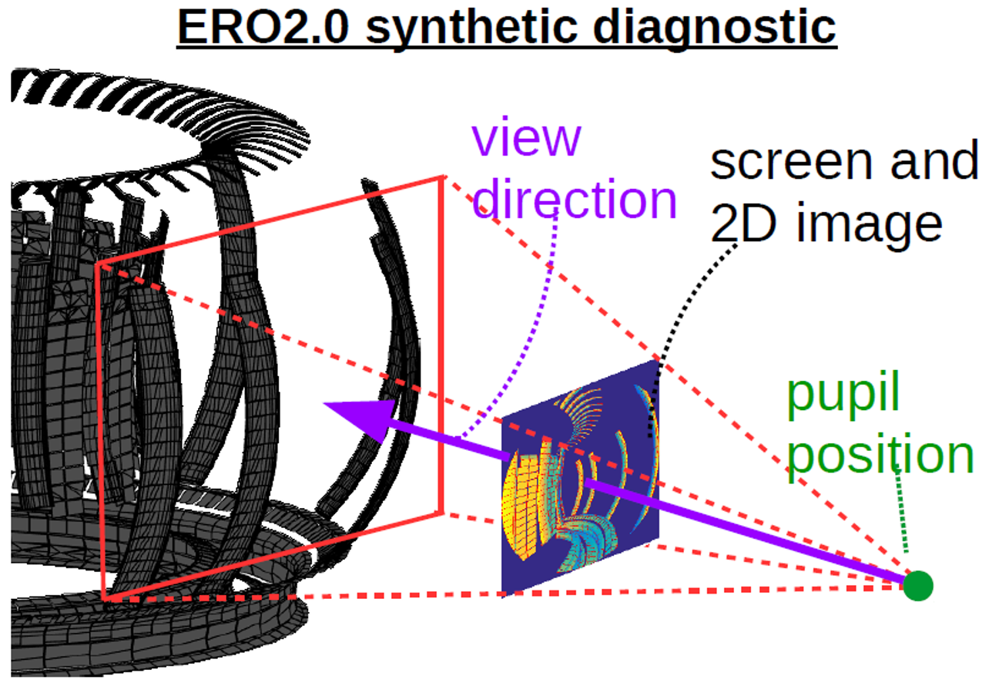 ERO2.0 synthetic diagnostic
view
direction
screen and
2D image
pupil
position